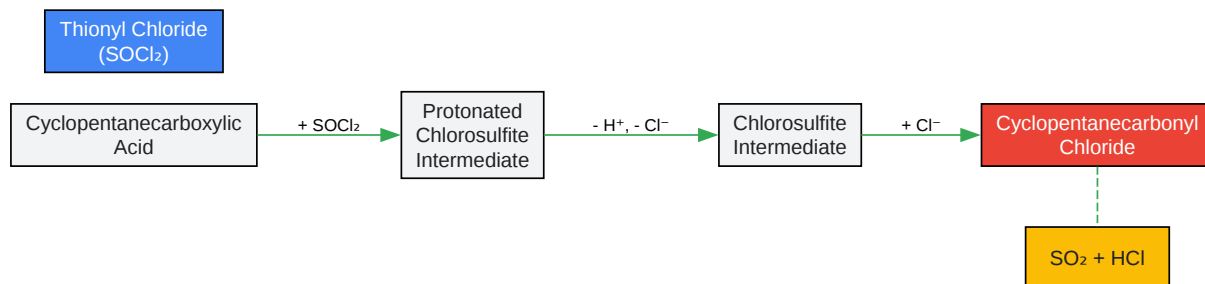 Thionyl Chloride
(SOCl₂)
Cyclopentanecarboxylic
Acid
+ SOCl₂
Protonated
Chlorosulfite
Intermediate
- H⁺, - Cl⁻
Chlorosulfite
Intermediate
+ Cl⁻
Cyclopentanecarbonyl
Chloride
SO₂ + HCl